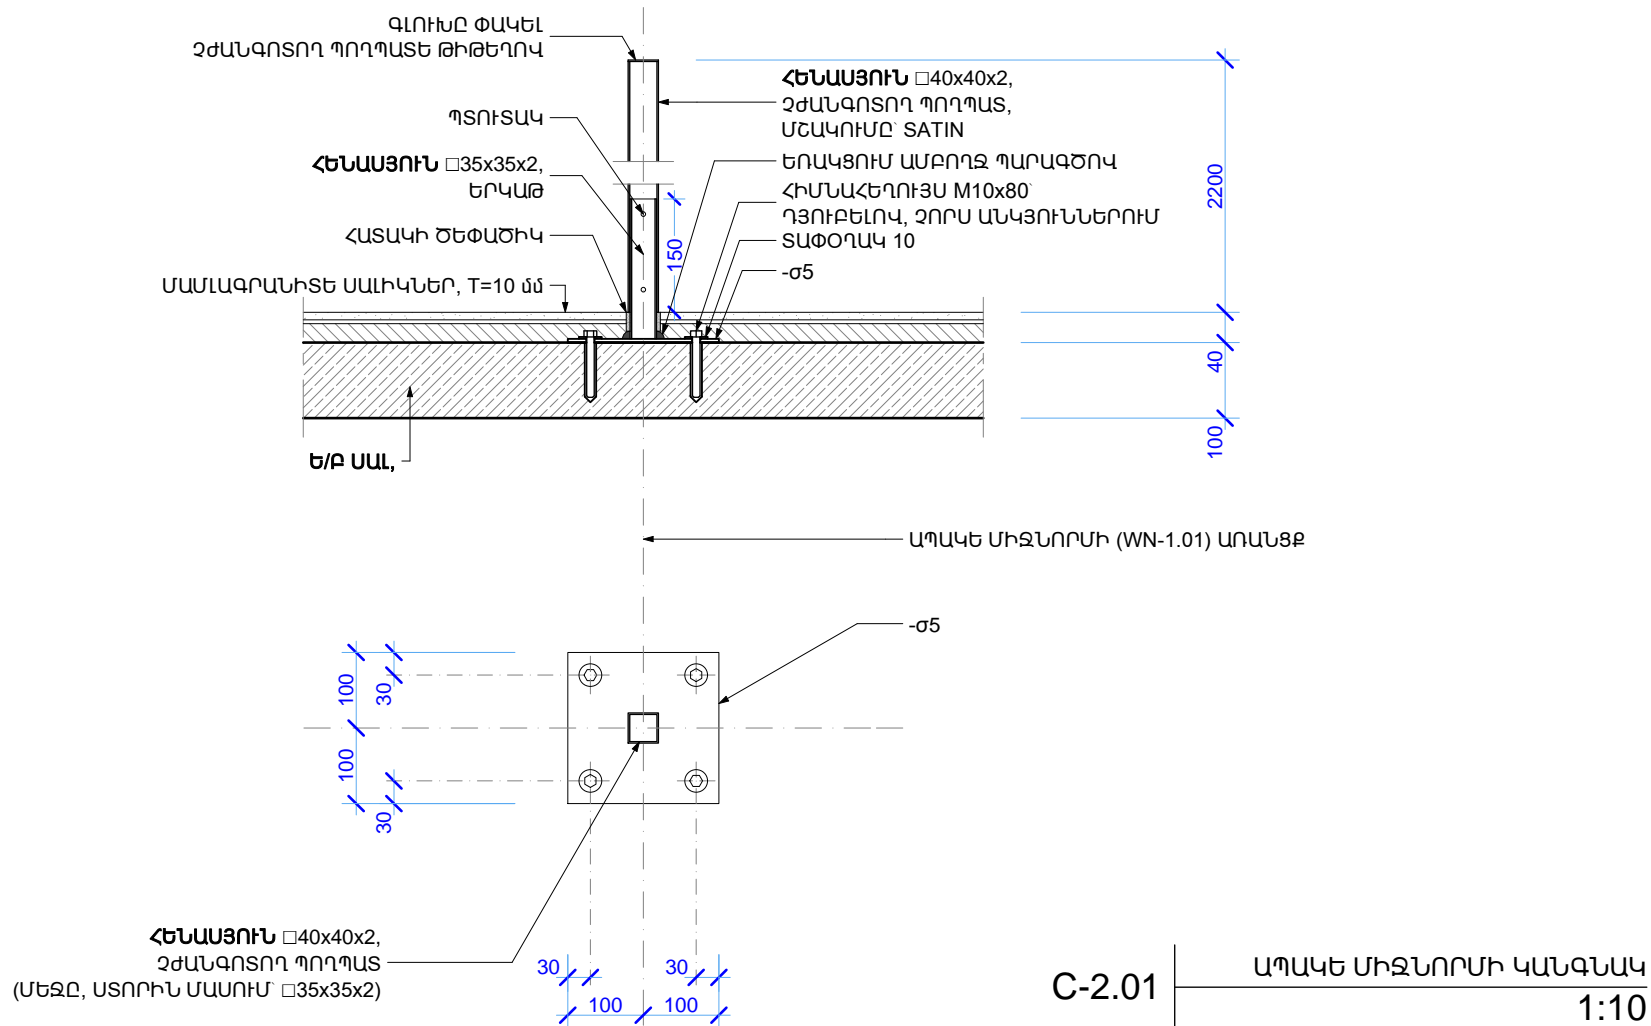 ԳԼՈՒԽԸ ՓԱԿԵԼ
ՉԺԱՆԳՈՏՈՂ ՊՈՂՊԱՏԵ ԹԻԹԵՂՈՎ
ՀԵՆԱՍՅՈՒՆ □40x40x2,
ՉԺԱՆԳՈՏՈՂ ՊՈՂՊԱՏ,
ՄՇԱԿՈՒՄԸ՝ SATIN
ՊՏՈՒՏԱԿ
ՀԵՆԱՍՅՈՒՆ □35x35x2,
ԵՐԿԱԹ
ԵՌԱԿՑՈՒՄ ԱՄԲՈՂՋ ՊԱՐԱԳԾՈՎ
ՀԻՄՆԱՀԵՂՈՒՅՍ M10x80՝
ԴՅՈՒԲԵԼՈՎ, ՉՈՐՍ ԱՆԿՅՈՒՆՆԵՐՈՒՄ
ՏԱՓՕՂԱԿ 10
-σ5
ՀԱՏԱԿԻ ԾԵՓԱԾԻԿ
ՄԱՄԼԱԳՐԱՆԻՏԵ ՍԱԼԻԿՆԵՐ, T=10 մմ
150
2200
40
100
Ե/Բ ՍԱԼ,
ԱՊԱԿԵ ՄԻՋՆՈՐՄԻ (WN-1.01) ԱՌԱՆՑՔ
-σ5
100
30
100
30
ՀԵՆԱՍՅՈՒՆ □40x40x2,
ՉԺԱՆԳՈՏՈՂ ՊՈՂՊԱՏ
(ՄԵՋԸ, ՍՏՈՐԻՆ ՄԱՍՈՒՄ՝ □35x35x2)
30
30
100
100
C-2.01
ԱՊԱԿԵ ՄԻՋՆՈՐՄԻ ԿԱՆԳՆԱԿ
1:10